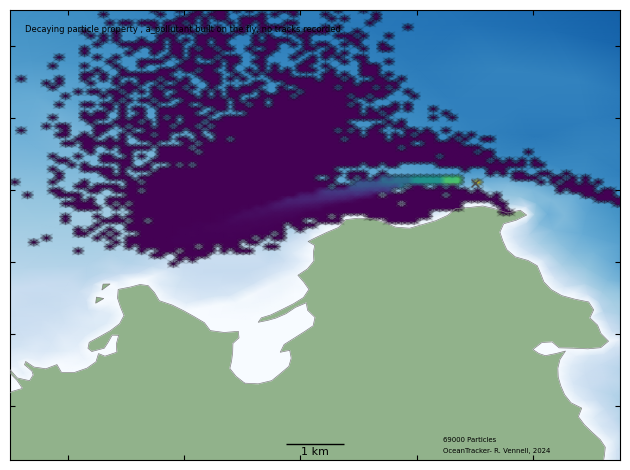 Decaying particle property , a_pollutant built on the fly, no tracks recorded
69000 Particles
OceanTracker- R. Vennell, 2024
1 km